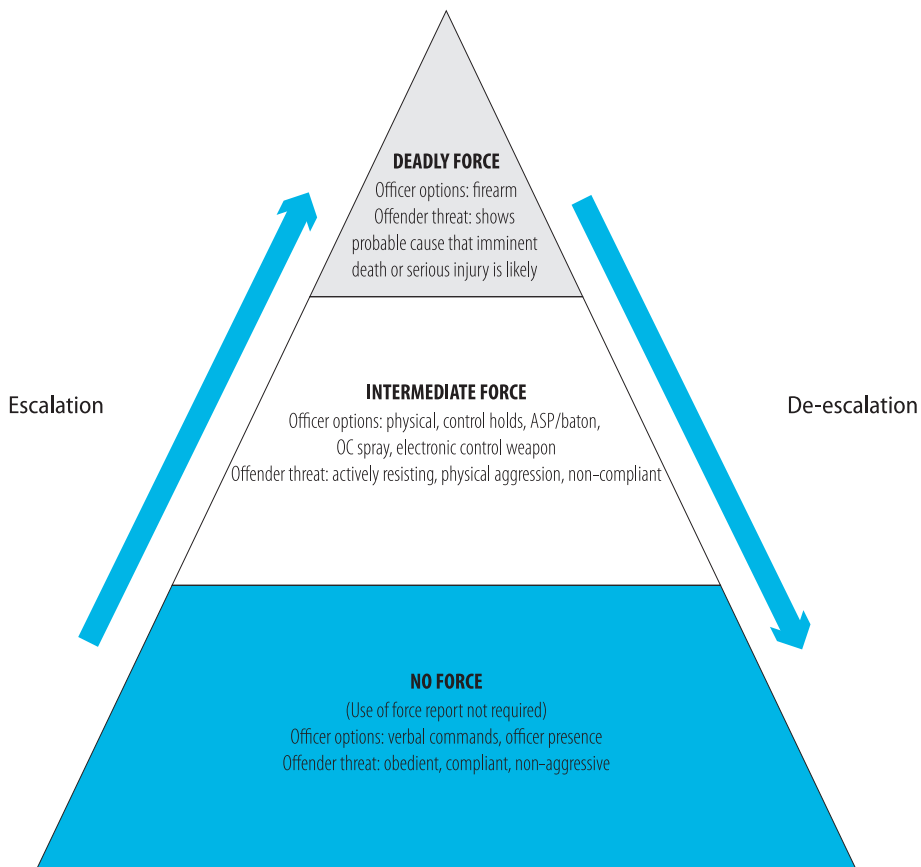 DEADLY FORCE
Officer options: firearm
Offender threat: shows
probable cause that imminent
death or serious injury is likely
Escalation
De-escalation
INTERMEDIATE FORCE
Officer options: physical, control holds, ASP/baton,
OC spray, electronic control weapon
Offender threat: actively resisting, physical aggression, non-compliant
NO FORCE
(Use of force report not required)
Officer options: verbal commands, officer presence
Offender threat: obedient, compliant, non-aggressive